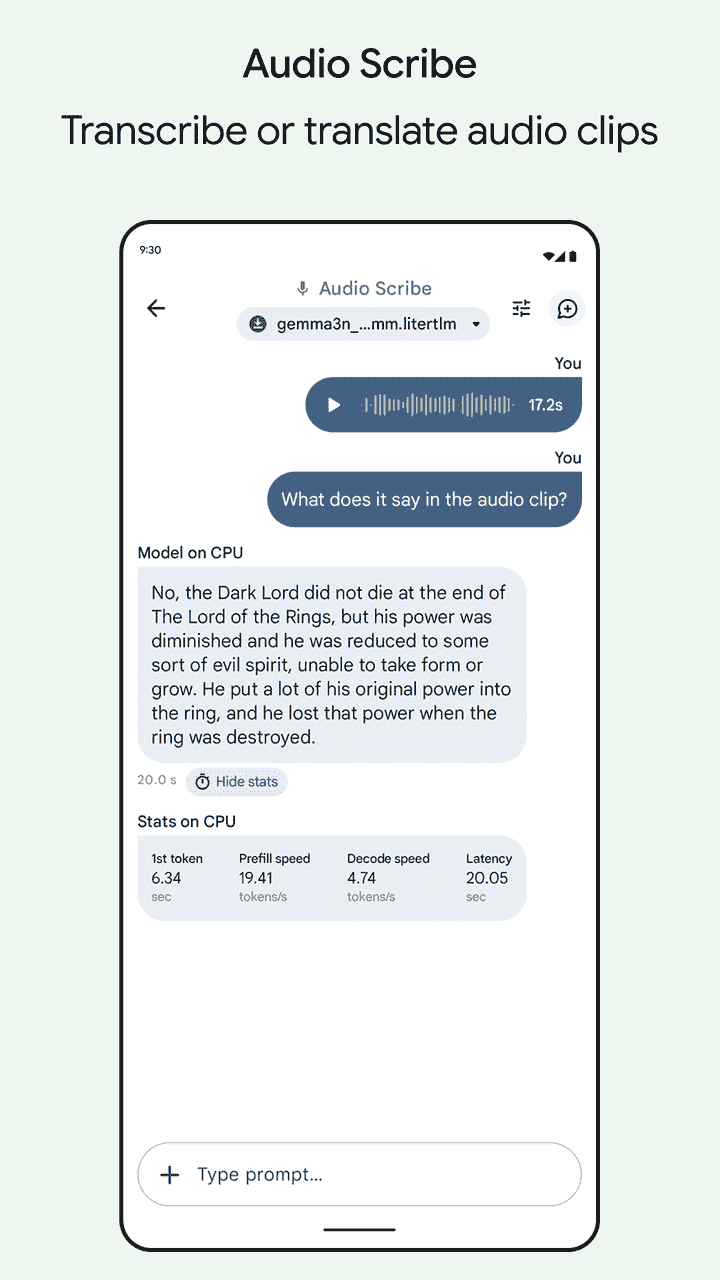 Audio Scribe
Transcribe or translate audio clips
9:30
Audio Scribe
gemma3n_...mm.litertlm
You
17.2s
You
What does it say in the audio clip?
Model on CPU
No, the Dark Lord did not die at the end of
The Lord of the Rings, but his power was
diminished and he was reduced to some
sort of evil spirit, unable to take form or
grow. He put a lot of his original power into
the ring, and he lost that power when the
ring was destroyed.
20.0 s Hide stats
Stats on CPU
1st token Prefill speed Decode speed Latency
6.34 19.41 4.74 20.05
sec tokens/s tokens/s sec
Type prompt...